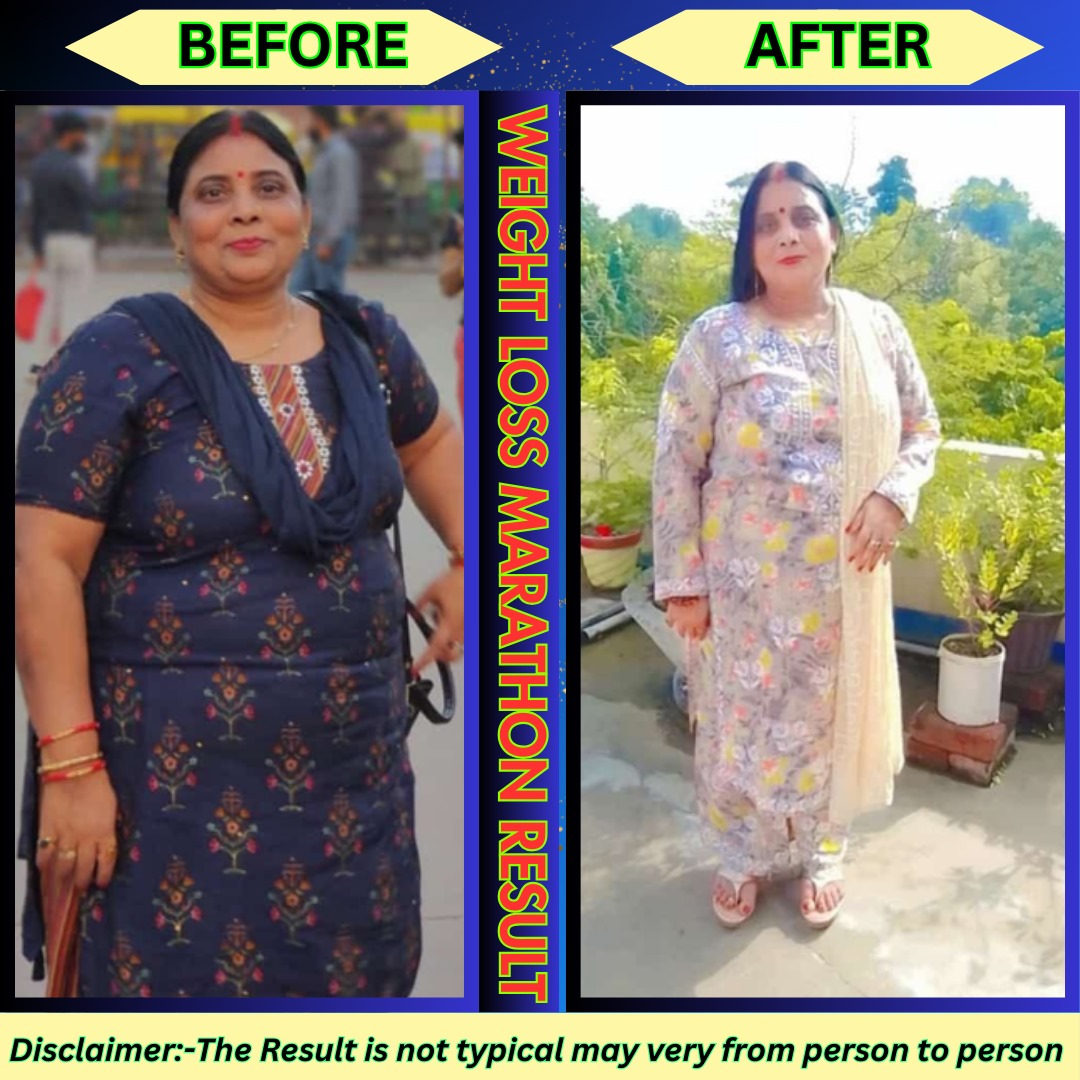 BEFORE
AFTER
WEIGHT LOSS MARATHON RESULT
Disclaimer:-The Result is not typical may very from person to person